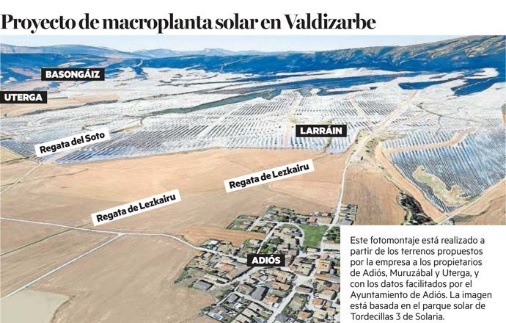 Proyecto de macroplanta solar en Valdizarbe
BASONGÁIZ
UTERGA
Regata del Soto
LARRÁIN
Regata de Lezkairu
Regata de Lezkairu
ADIÓS
Este fotomontaje está realizado a
partir de los terrenos propuestos
por la empresa a los propietarios
de Adiós, Muruzábal y Uterga, y
con los datos facilitados por el
Ayuntamiento de Adiós. La imagen
está basada en el parque solar de
Tordecillas 3 de Solaria.